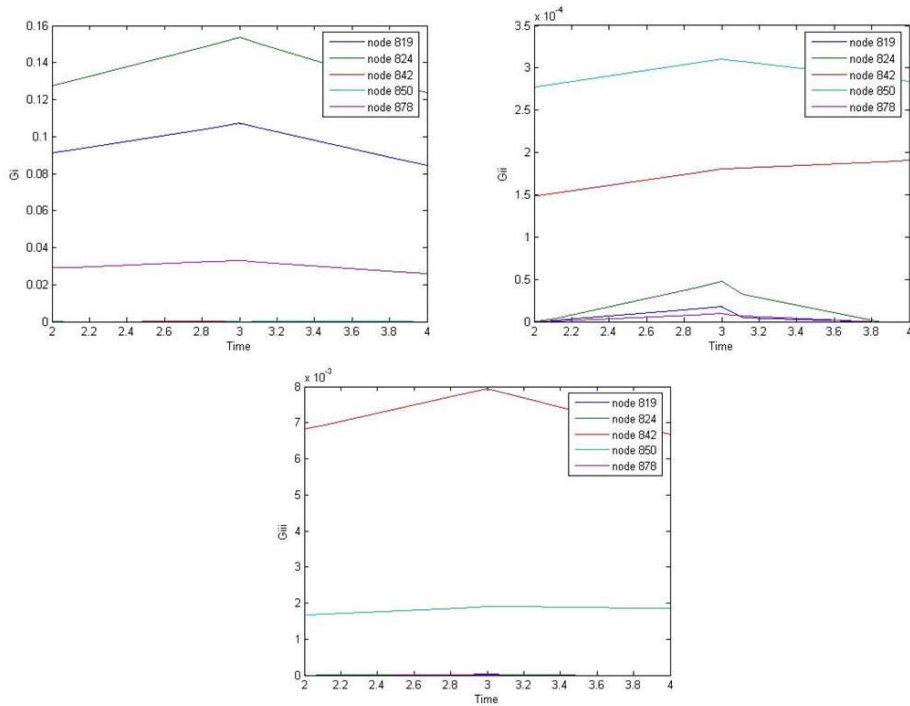 0.16
0.14
0.12
0.1
0.08
0.06
0.04
0.02
0
Gi
2 2.2 2.4 2.6 2.8 3 3.2 3.4 3.6 3.8 4
Time
node 819
node 824
node 842
node 850
node 878
x 10^-4
3.5
3
2.5
2
1.5
1
0.5
0
Gii
2 2.2 2.4 2.6 2.8 3 3.2 3.4 3.6 3.8 4
Time
node 819
node 824
node 842
node 850
node 878
x 10^-3
8
7
6
5
4
3
2
1
0
Giii
2 2.2 2.4 2.6 2.8 3 3.2 3.4 3.6 3.8 4
Time
node 819
node 824
node 842
node 850
node 878